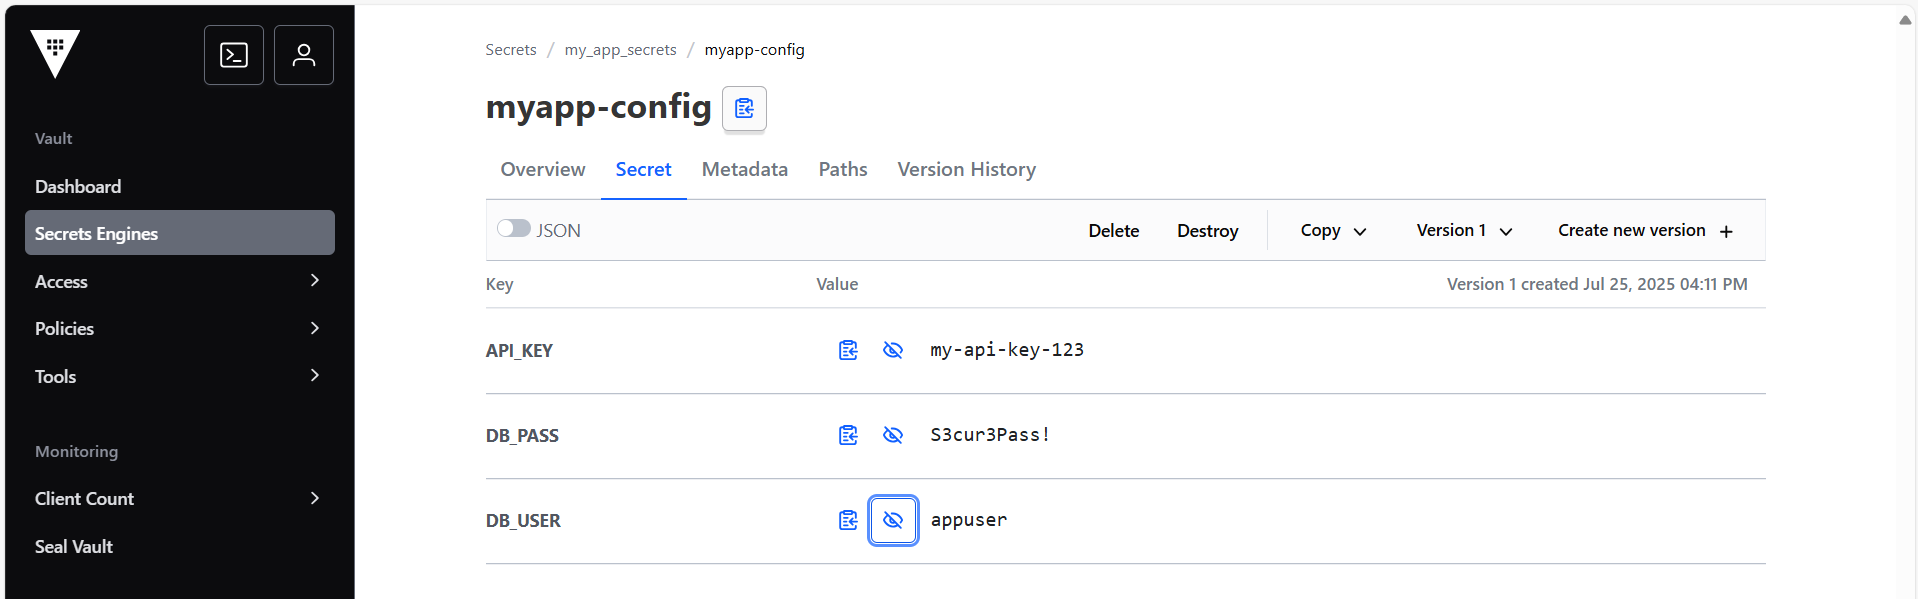 Vault
Dashboard
Secrets Engines
Access
Policies
Tools
Monitoring
Client Count
Seal Vault
Secrets / my_app_secrets / myapp-config
myapp-config
Overview Secret Metadata Paths Version History
JSON Delete Destroy Copy Version 1 Create new version +
Key Value Version 1 created Jul 25, 2025 04:11 PM
API_KEY my-api-key-123
DB_PASS S3cur3Pass!
DB_USER appuser